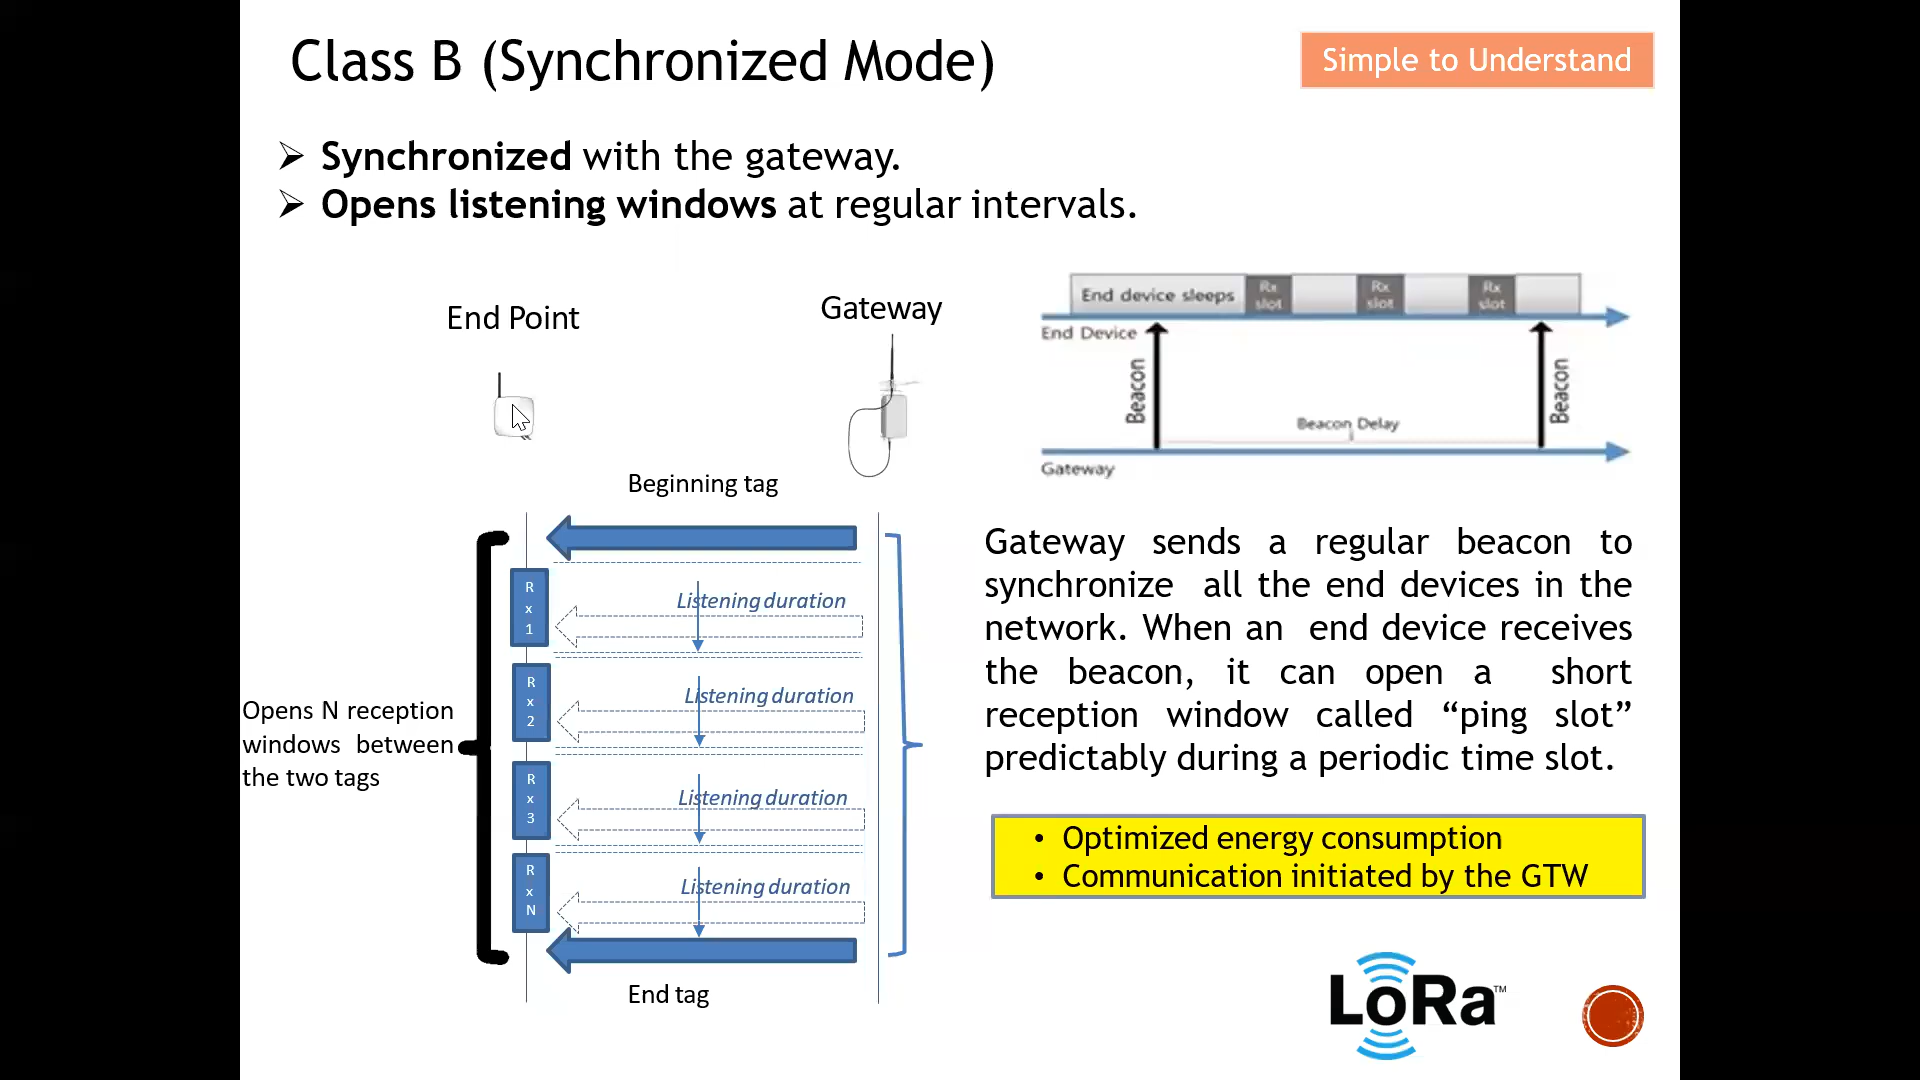 Class B (Synchronized Mode)
Simple to Understand
➢ Synchronized with the gateway.
➢ Opens listening windows at regular intervals.
End Point
Gateway
Beginning tag
Rx1
Listening duration
Rx2
Listening duration
Rx3
Listening duration
RxN
Listening duration
End tag
Opens N reception
windows between
the two tags
End device sleeps
Rx
slot
Rx
slot
Rx
slot
End Device
Beacon
Beacon
Beacon Delay
Gateway
Gateway sends a regular beacon to
synchronize all the end devices in the
network. When an end device receives
the beacon, it can open a short
reception window called “ping slot”
predictably during a periodic time slot.
• Optimized energy consumption
• Communication initiated by the GTW
LoRa™